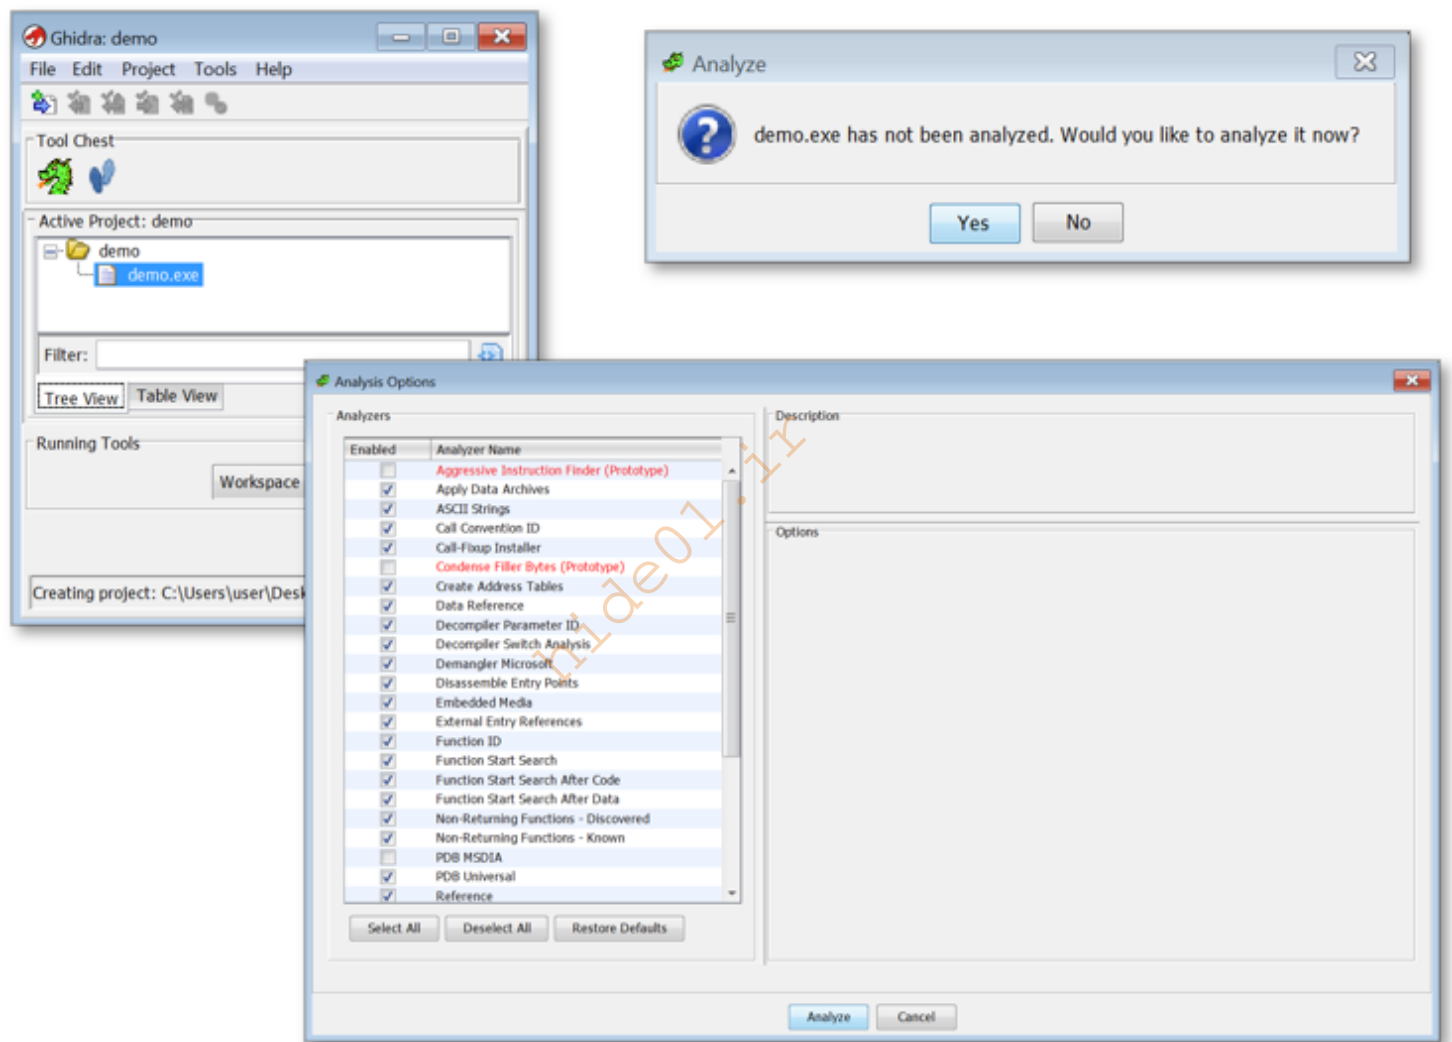 Ghidra: demo
File Edit Project Tools Help
Tool Chest
Active Project: demo
demo
demo.exe
Filter:
Tree View Table View
Running Tools
Workspace
Creating project: C:\Users\user\Desk
Analyze
demo.exe has not been analyzed. Would you like to analyze it now?
Yes No
Analysis Options
Analyzers
Enabled Analyzer Name
Aggressive Instruction Finder (Prototype)
Apply Data Archives
ASCII Strings
Call Convention ID
Call-Fixup Installer
Condense Filler Bytes (Prototype)
Create Address Tables
Data Reference
Decompiler Parameter ID
Decompiler Switch Analysis
Demangler Microsoft
Disassemble Entry Points
Embedded Media
External Entry References
Function ID
Function Start Search
Function Start Search After Code
Function Start Search After Data
Non-Returning Functions - Discovered
Non-Returning Functions - Known
PDB MSDIA
PDB Universal
Reference
Select All Deselect All Restore Defaults
Description
Options
Analyze Cancel
hide01.ir